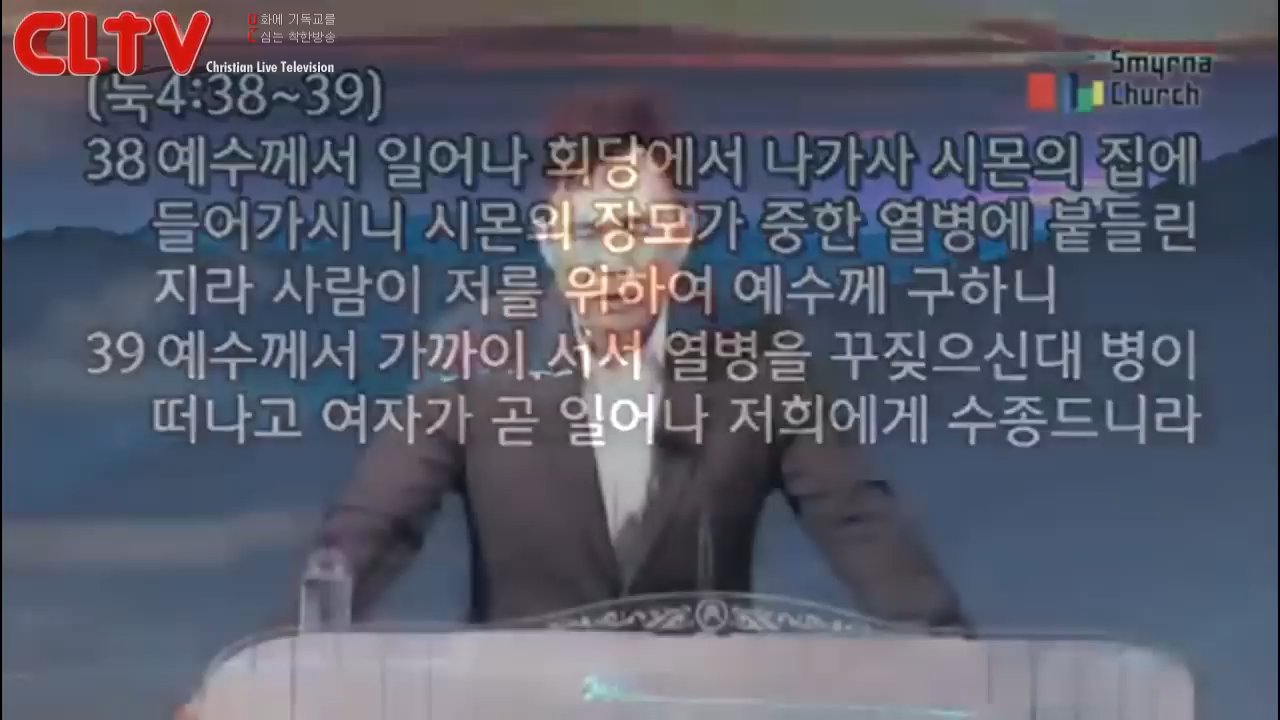 CLTV
화에 기독교를
심는 착한방송
Christian Live Television
Smyrna
Church
(눅4:38~39)
38 예수께서 일어나 회당에서 나가사 시몬의 집에
들어가시니 시몬의 장모가 중한 열병에 붙들린
지라 사람이 저를 위하여 예수께 구하니
39 예수께서 가까이 서서 열병을 꾸짖으신대 병이
떠나고 여자가 곧 일어나 저희에게 수종드니라